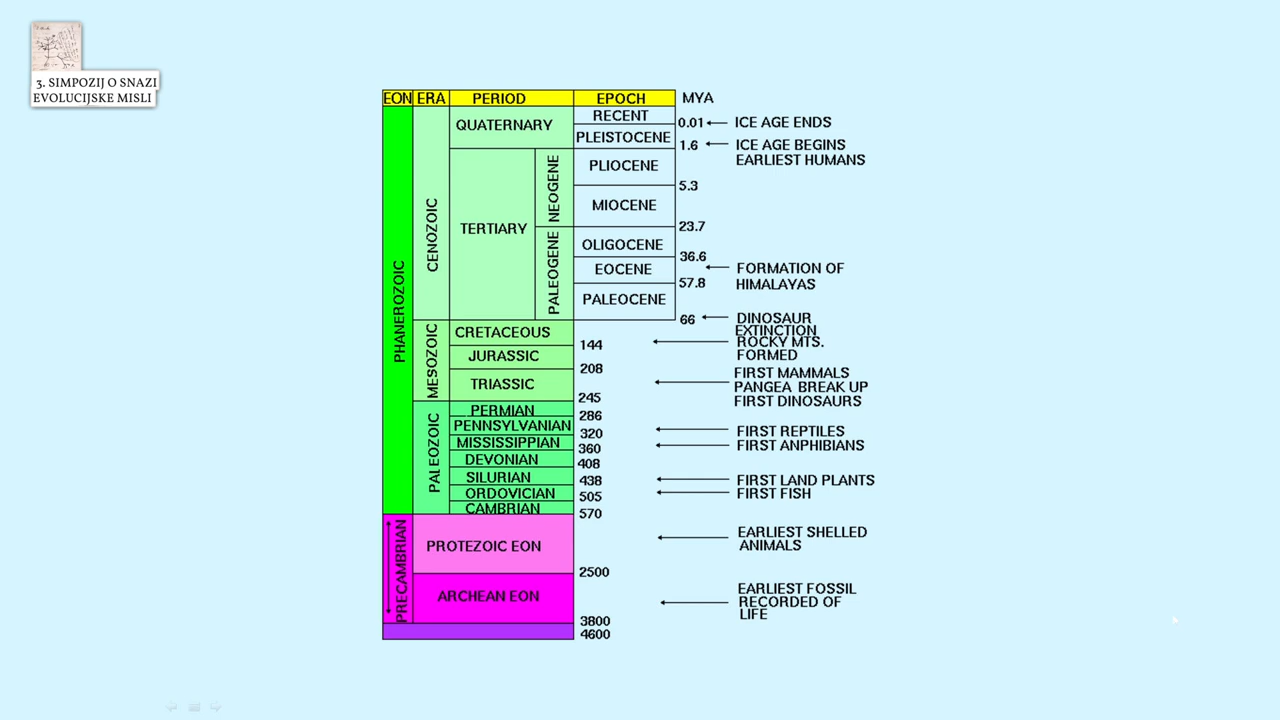 3. SIMPOZIJ O SNAZI
EVOLUCIJSKE MISLI
EON ERA PERIOD EPOCH MYA
PHANEROZOIC
CENOZOIC
QUATERNARY
RECENT
0.01 ICE AGE ENDS
PLEISTOCENE
1.6 ICE AGE BEGINS
EARLIEST HUMANS
TERTIARY
NEOGENE
PLIOCENE
5.3
MIOCENE
23.7
PALEOGENE
OLIGOCENE
36.6
EOCENE
FORMATION OF
HIMALAYAS
57.8
PALEOCENE
66 DINOSAUR
EXTINCTION
MESOZOIC
CRETACEOUS
ROCKY MTS.
FORMED
144
JURASSIC
208
TRIASSIC
FIRST MAMMALS
PANGEA BREAK UP
FIRST DINOSAURS
245
PALEOZOIC
PERMIAN
286
PENNSYLVANIAN
FIRST REPTILES
320
MISSISSIPPIAN
FIRST ANPHIBIANS
360
DEVONIAN
408
SILURIAN
FIRST LAND PLANTS
438
ORDOVICIAN
FIRST FISH
505
CAMBRIAN
570
PRECAMBRIAN
PROTEZOIC EON
EARLIEST SHELLED
ANIMALS
2500
ARCHEAN EON
EARLIEST FOSSIL
RECORDED OF
LIFE
3800
4600